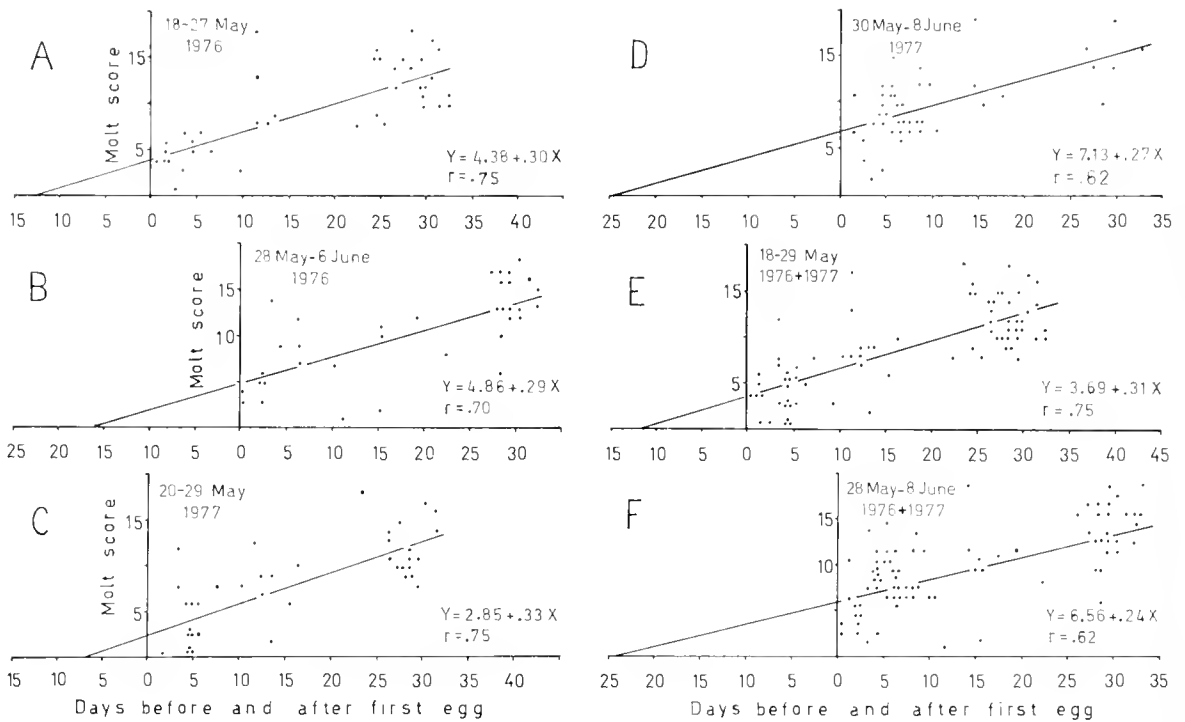 A
Molt score
18-27 May
1976
15
5
Y = 4.38 + .30 X
r = .75
15 10 5 0 5 10 15 20 25 30 35 40
B
Molt score
28 May-6 June
1976
15
10
5
Y = 4.86 + .29 X
r = .70
25 20 15 10 5 0 5 10 15 20 25 30
C
Molt score
20-29 May
1977
15
5
Y = 2.85 + .33 X
r = .75
15 10 5 0 5 10 15 20 25 30 35 40
Days before and after first egg
D
30 May-8 June
1977
15
10
5
Y = 7.13 + .27 X
r = .62
25 20 15 10 5 0 5 10 15 20 25 30 35
E
18-29 May
1976+1977
15
5
Y = 3.69 + .31 X
r = .75
15 10 5 0 5 10 15 20 25 30 35 40 45
F
28 May-8 June
1976+1977
15
10
5
Y = 6.56 + .24 X
r = .62
25 20 15 10 5 0 5 10 15 20 25 30 35
Days before and after first egg